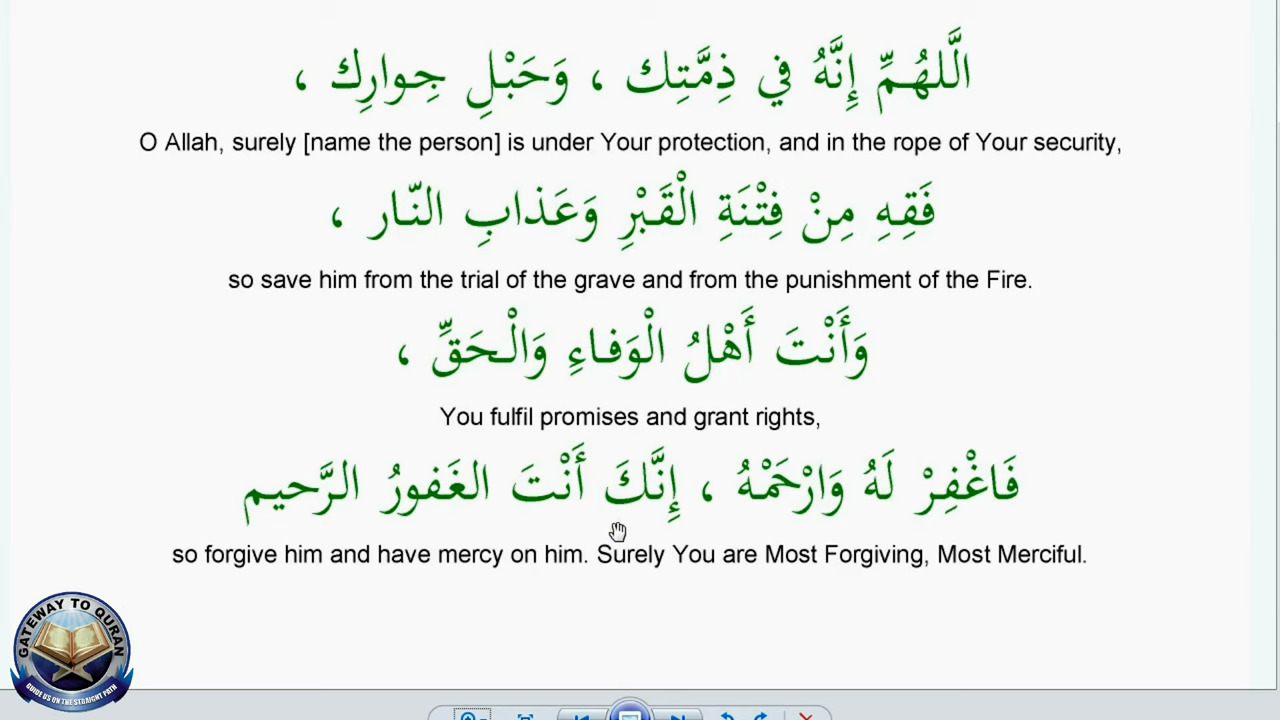 الَّلهُمِّ إِنَّهُ في ذِمَّتِك ، وَحَبْلِ جِوارِك ،
O Allah, surely [name the person] is under Your protection, and in the rope of Your security,
فَقِهِ مِنْ فِتْنَةِ الْقَبْرِ وَعَذابِ النّار ،
so save him from the trial of the grave and from the punishment of the Fire.
وَأَنْتَ أَهْلُ الْوَفاءِ وَالْحَقِّ ،
You fulfil promises and grant rights,
فَاغْفِرْ لَهُ وَارْحَمْهُ ، إِنَّكَ أَنْتَ الغَفورُ الرَّحيم
so forgive him and have mercy on him. Surely You are Most Forgiving, Most Merciful.
GATEWAY TO QURAN
GUIDE US ON THE STRAIGHT PATH